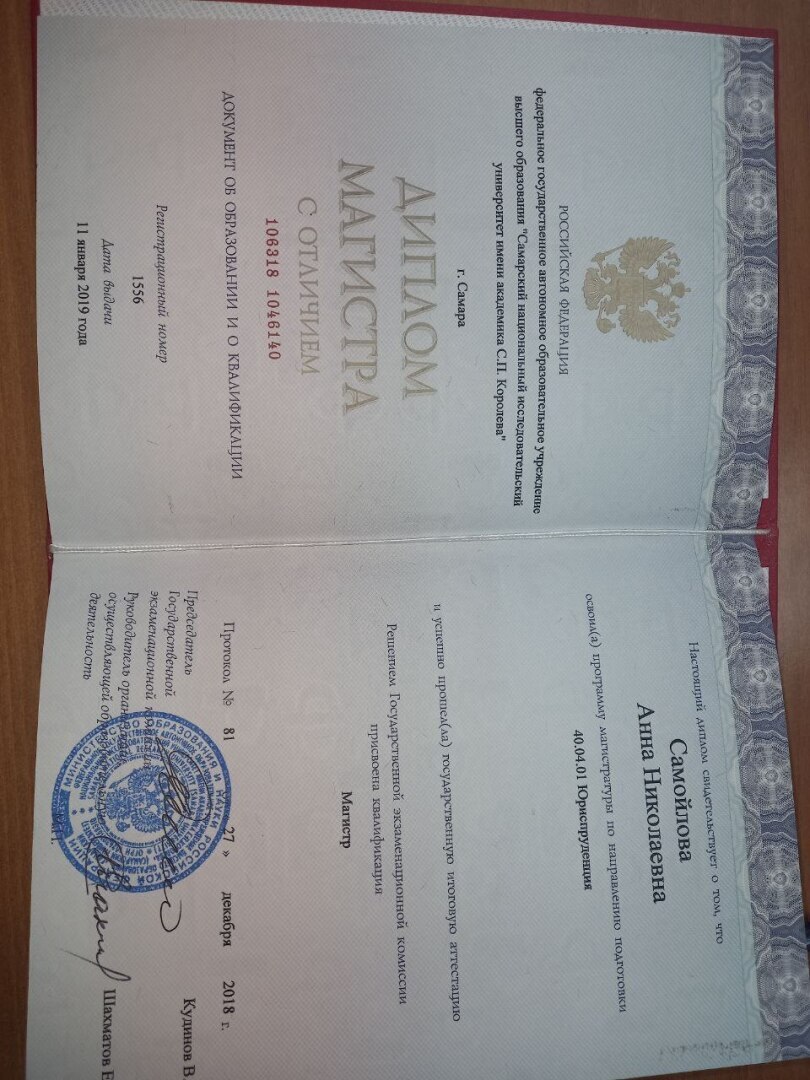 РОССИЙСКАЯ ФЕДЕРАЦИЯ
федеральное государственное автономное образовательное учреждение
высшего образования "Самарский национальный исследовательский
университет имени академика С.П. Королева"
г. Самара
ДИПЛОМ
МАГИСТРА
С ОТЛИЧИЕМ
106318 1046140
ДОКУМЕНТ ОБ ОБРАЗОВАНИИ И О КВАЛИФИКАЦИИ
Регистрационный номер
1556
Дата выдачи
11 января 2019 года
Настоящий диплом свидетельствует о том, что
Самойлова
Анна Николаевна
освоил(а) программу магистратуры по направлению подготовки
40.04.01 Юриспруденция
и успешно прошел(ла) государственную итоговую аттестацию
Решением Государственной экзаменационной комиссии
присвоена квалификация
Магистр
Протокол № 81 27 » декабря 2018 г.
Председатель
Государственной
экзаменационной
Кудинов В.
Руководитель
осуществляющей
деятельность
Шахматов Е